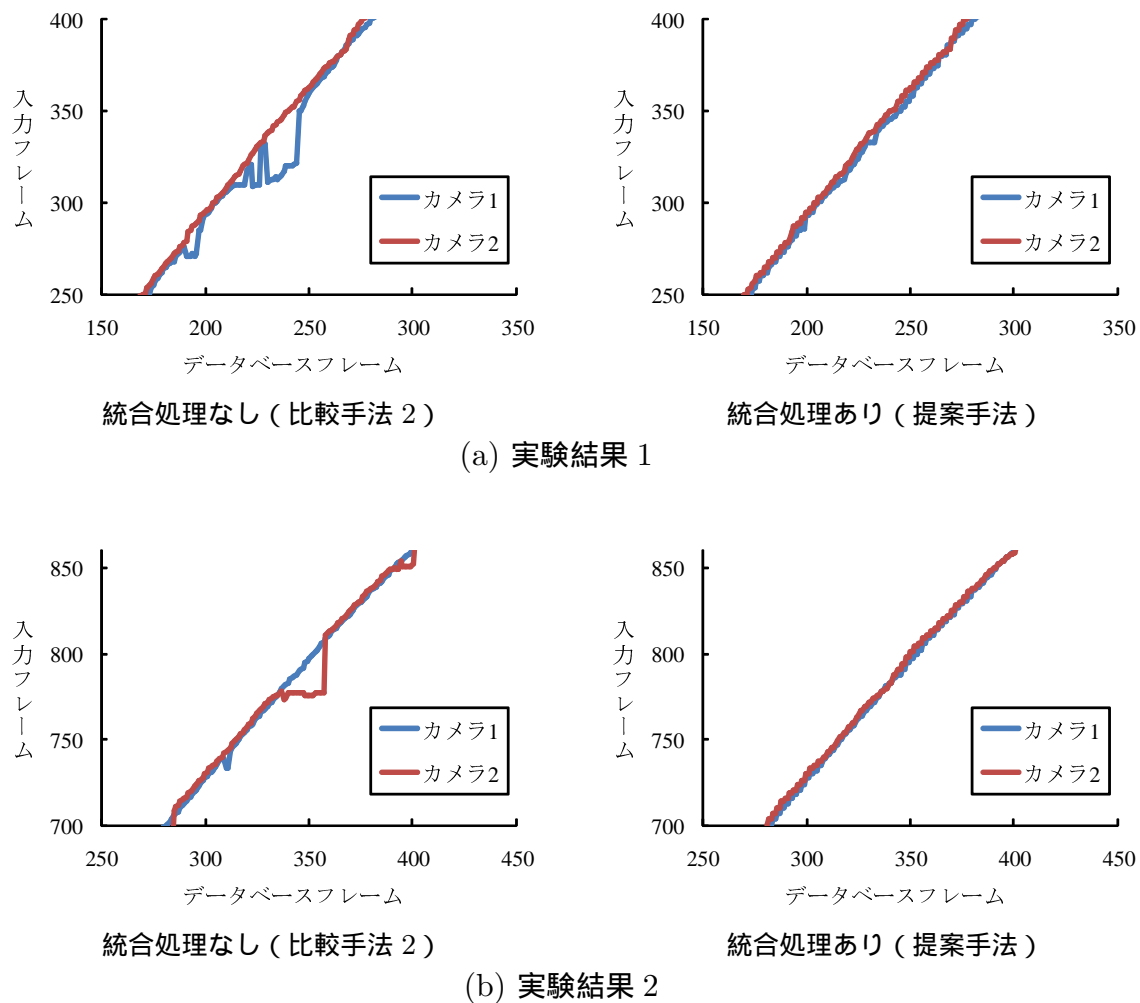 400
350
300
250
150
200
250
300
350
入力フレーム
データベースフレーム
カメラ1
カメラ2
統合処理なし(比較手法 2)
400
350
300
250
150
200
250
300
350
入力フレーム
データベースフレーム
カメラ1
カメラ2
統合処理あり(提案手法)
(a) 実験結果 1
850
800
750
700
250
300
350
400
450
入力フレーム
データベースフレーム
カメラ1
カメラ2
統合処理なし(比較手法 2)
850
800
750
700
250
300
350
400
450
入力フレーム
データベースフレーム
カメラ1
カメラ2
統合処理あり(提案手法)
(b) 実験結果 2